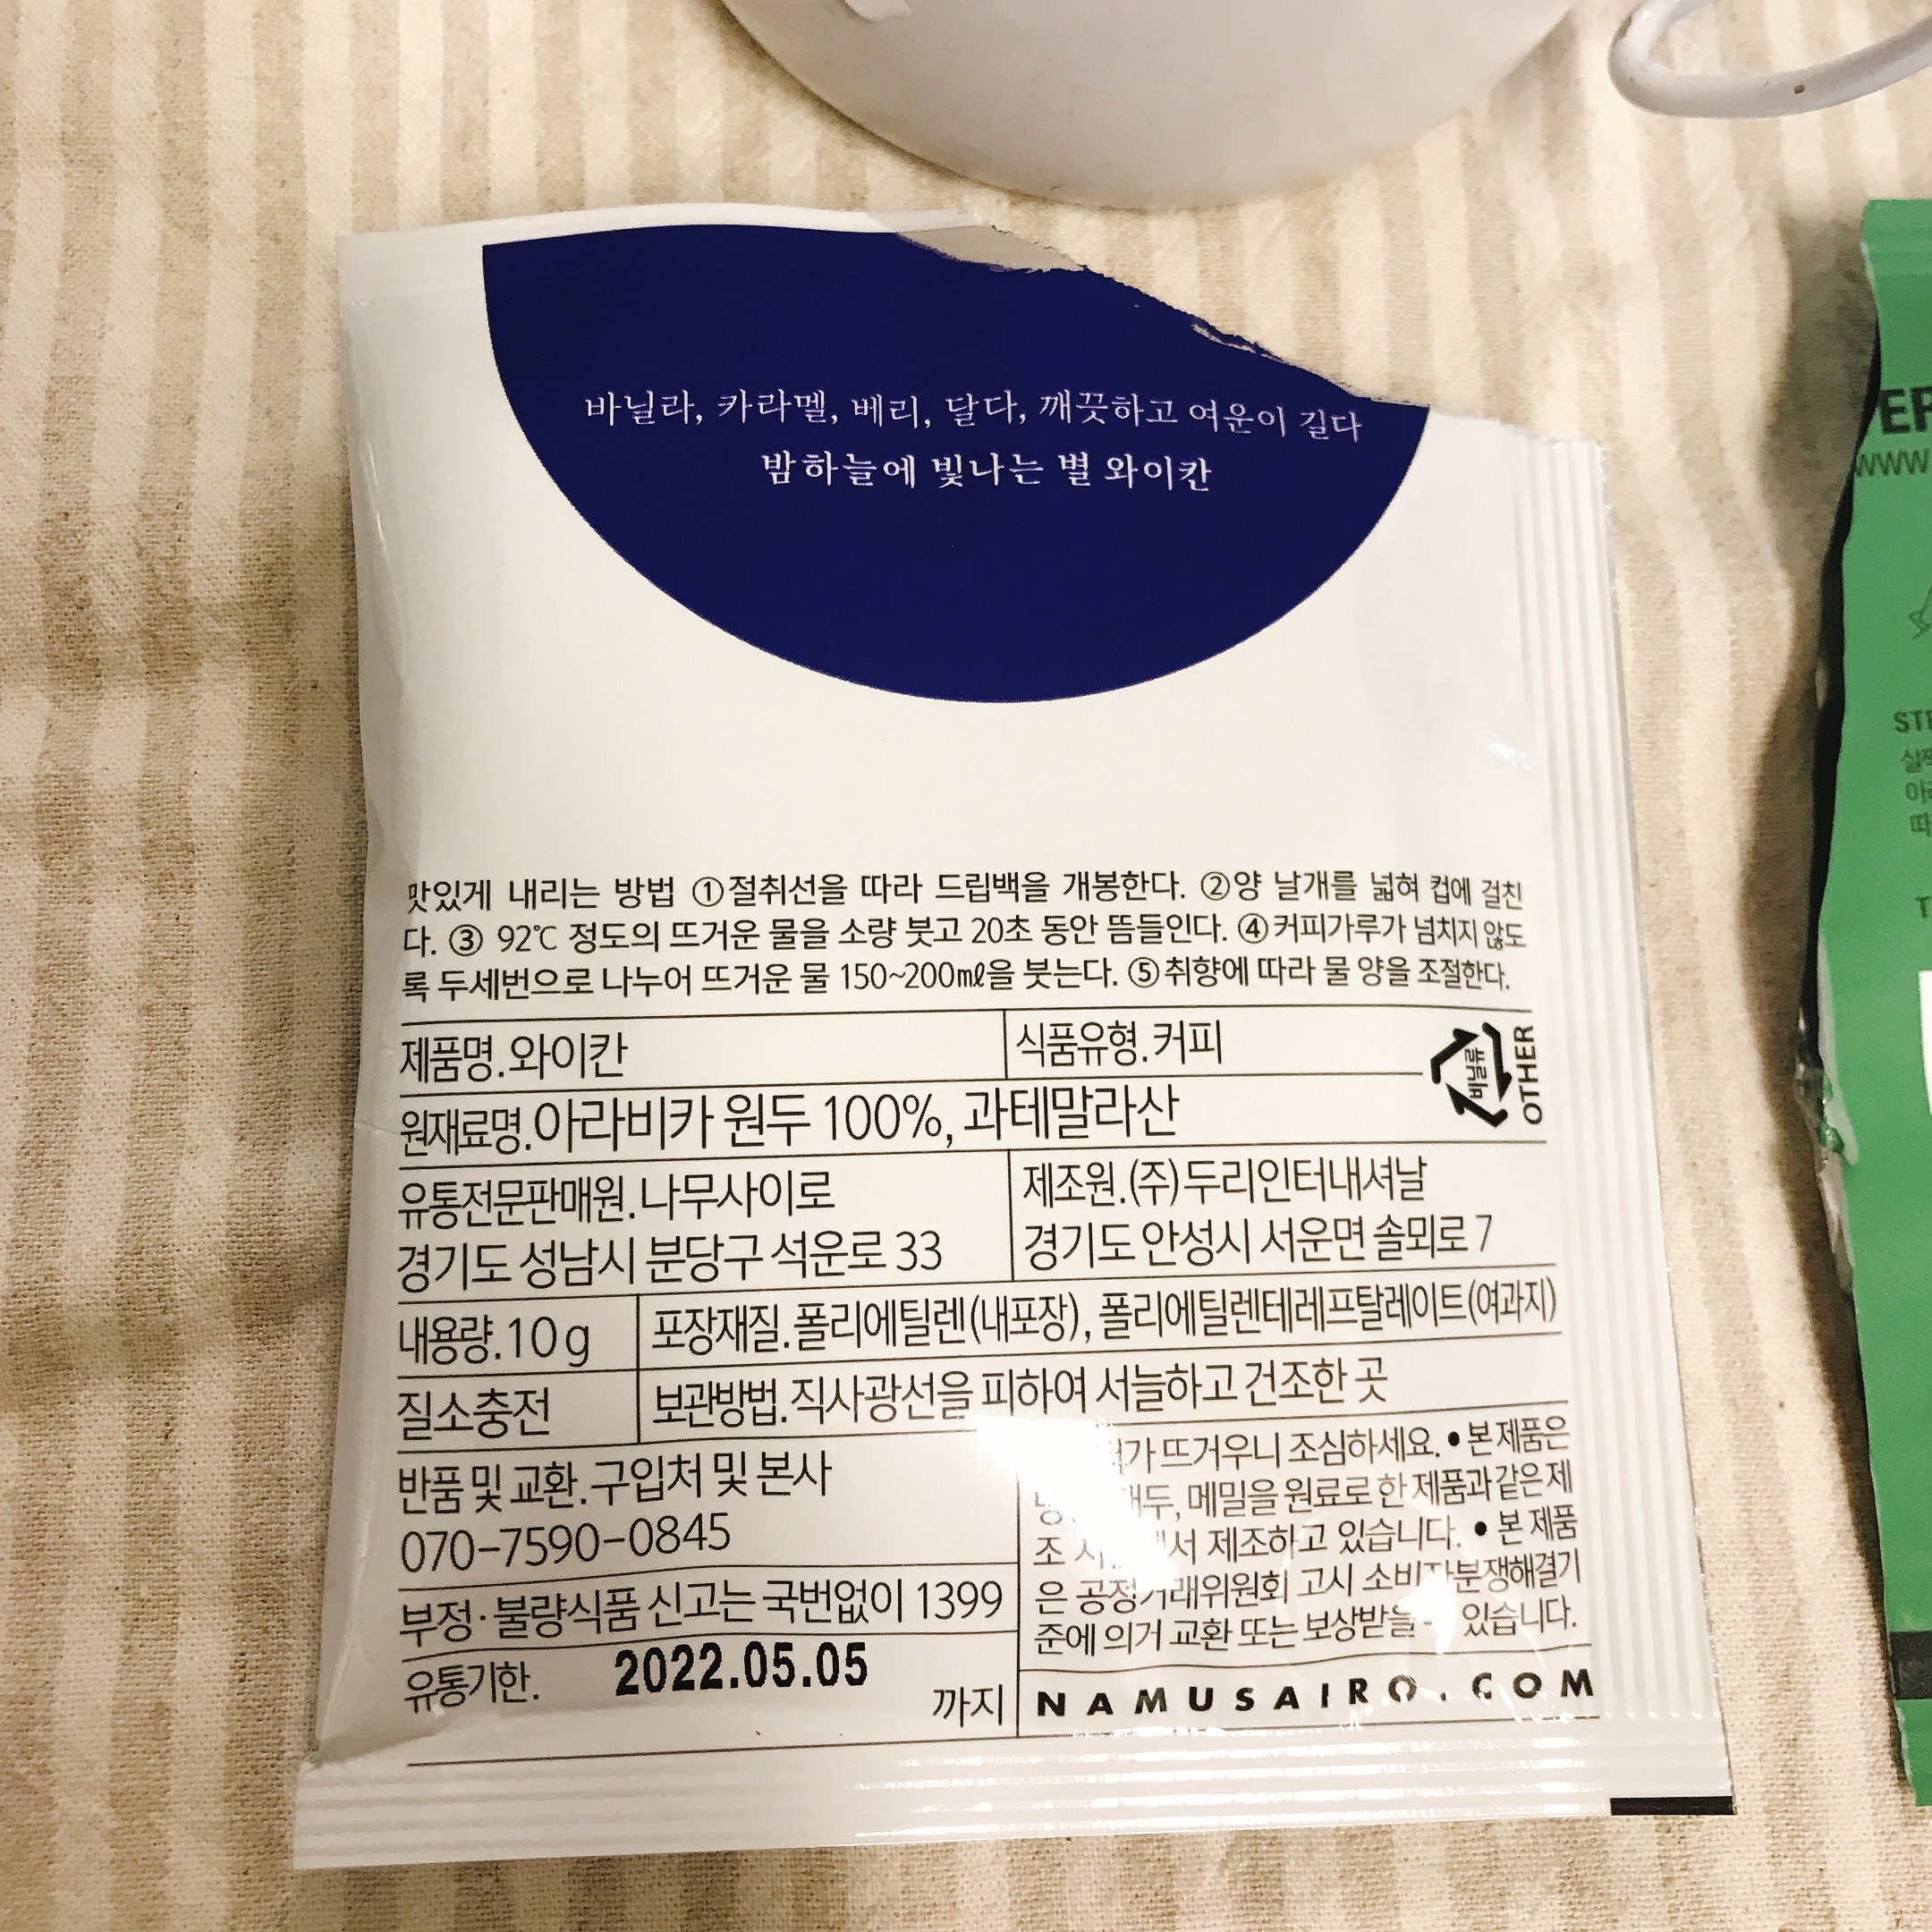 바닐라, 카라멜, 베리, 달다, 깨끗하고 여운이 길다
밤하늘에 빛나는 별 와이칸
맛있게 내리는 방법 ①절취선을 따라 드립백을 개봉한다. ②양 날개를 넓혀 컵에 걸친
다. ③ 92℃ 정도의 뜨거운 물을 소량 붓고 20초 동안 뜸들인다. ④커피가루가 넘치지 않도
록 두세번으로 나누어 뜨거운 물 150~200㎖을 붓는다. ⑤취향에 따라 물 양을 조절한다.
제품명.와이칸
식품유형.커피
비닐류
OTHER
원재료명.아라비카 원두 100%, 과테말라산
유통전문판매원.나무사이로
경기도 성남시 분당구 석운로 33
제조원.(주)두리인터내셔날
경기도 안성시 서운면 솔뫼로 7
내용량.10g
포장재질.폴리에틸렌(내포장), 폴리에틸렌테레프탈레이트(여과지)
질소충전
보관방법.직사광선을 피하여 서늘하고 건조한 곳
반품 및 교환.구입처 및 본사
070-7590-0845
부정·불량식품 신고는 국번없이 1399
유통기한. 2022.05.05 까지
뜨거우니 조심하세요. • 본 제품은
메밀을 원료로 한 제품과 같은 제
조 제조하고 있습니다. • 본 제품
은 공정거래위원회 고시 소비자분쟁해결기
준에 의거 교환 또는 보상받을 있습니다.
NAMUSAIRO.COM
WWW